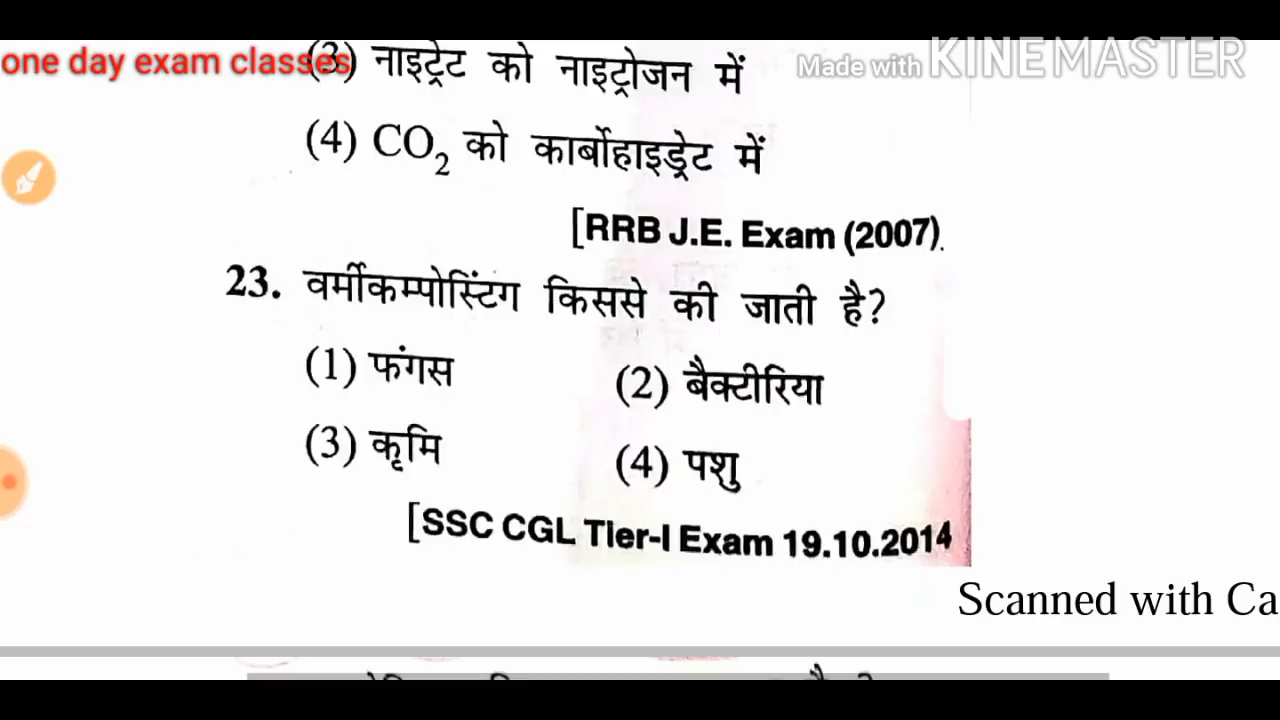 one day exam classes
Made with KINEMASTER
(3) नाइट्रेट को नाइट्रोजन में
(4) CO₂ को कार्बोहाइड्रेट में
[RRB J.E. Exam (2007).
23. वर्मीकम्पोस्टिंग किससे की जाती है?
(1) फंगस (2) बैक्टीरिया
(3) कृमि (4) पशु
[SSC CGL Tier-I Exam 19.10.2014
Scanned with Ca